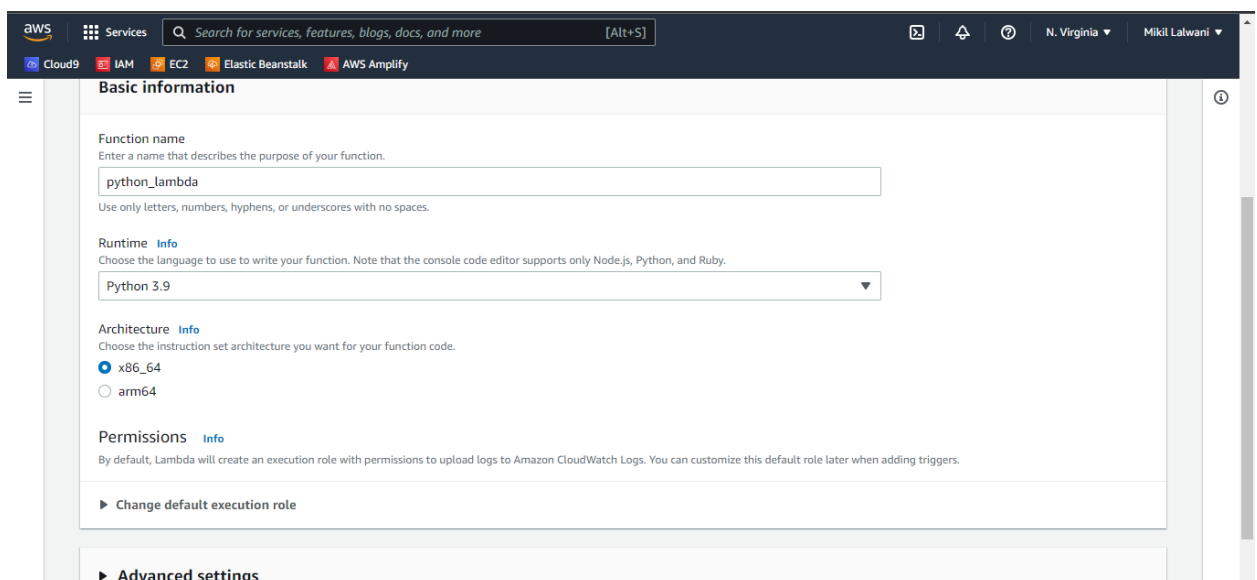 aws Services Search for services, features, blogs, docs, and more [Alt+S] N. Virginia ▼ Mikil Lalwani ▼
Cloud9 IAM EC2 Elastic Beanstalk AWS Amplify
Basic information
Function name
Enter a name that describes the purpose of your function.
python_lambda
Use only letters, numbers, hyphens, or underscores with no spaces.
Runtime Info
Choose the language to use to write your function. Note that the console code editor supports only Node.js, Python, and Ruby.
Python 3.9
Architecture Info
Choose the instruction set architecture you want for your function code.
x86_64
arm64
Permissions Info
By default, Lambda will create an execution role with permissions to upload logs to Amazon CloudWatch Logs. You can customize this default role later when adding triggers.
Change default execution role
Advanced settings